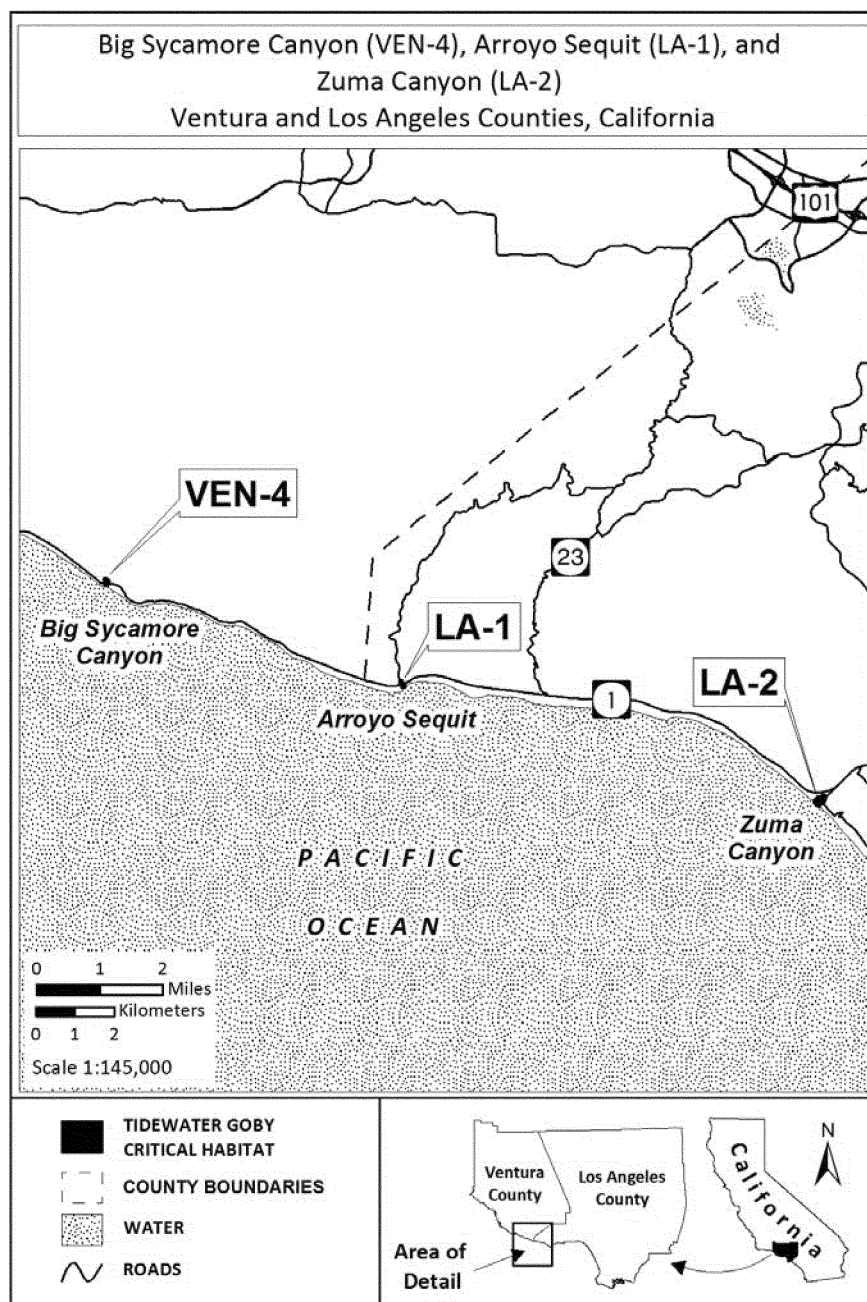 Big Sycamore Canyon (VEN-4), Arroyo Sequit (LA-1), and
Zuma Canyon (LA-2)
Ventura and Los Angeles Counties, California
101
VEN-4
23
LA-1
Big Sycamore
Canyon
LA-2
Arroyo Sequit
1
Zuma
Canyon
PACIFIC
OCEAN
0 1 2
Miles
Kilometers
0 1 2
Scale 1:145,000
TIDEWATER GOBY
CRITICAL HABITAT
COUNTY BOUNDARIES
WATER
ROADS
Ventura
County
Los Angeles
County
Area of
Detail
California
N